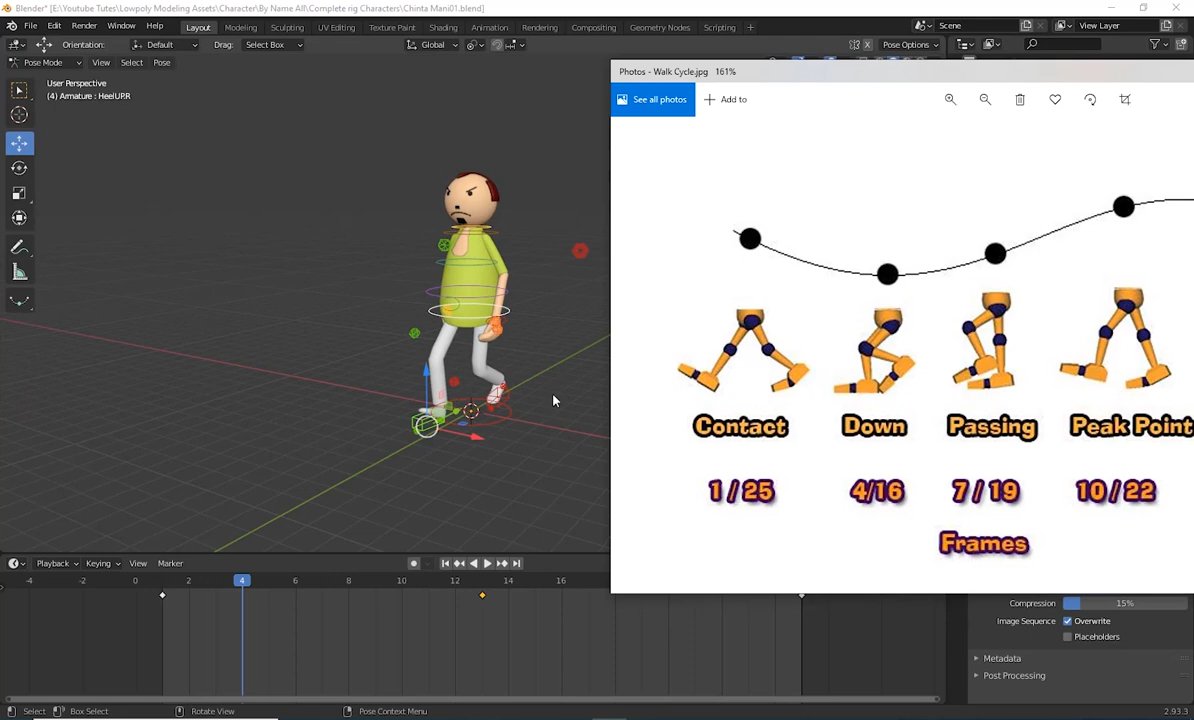 Blender* [E:\Youtube Tutes\Lowpoly Modeling Assets\Character\By Name All\Complete rig Characters\Chinta Mani01.blend]
File Edit Render Window Help Layout Modeling Sculpting UV Editing Texture Paint Shading Animation Rendering Compositing Geometry Nodes Scripting + Scene View Layer
Orientation: Default Drag: Select Box Global Pose Options
Pose Mode View Select Pose
User Perspective
(4) Armature : HeelUP.R
Photos - Walk Cycle.jpg 161%
See all photos + Add to
Contact Down Passing Peak Point
1 / 25 4/16 7 / 19 10 / 22
Frames
Playback Keying View Marker
-4 -2 0 2 4 6 8 10 12 14 16
Compression 15%
Image Sequence Overwrite
Placeholders
Metadata
Post Processing
Select Box Select Rotate View Pose Context Menu 2.93.3